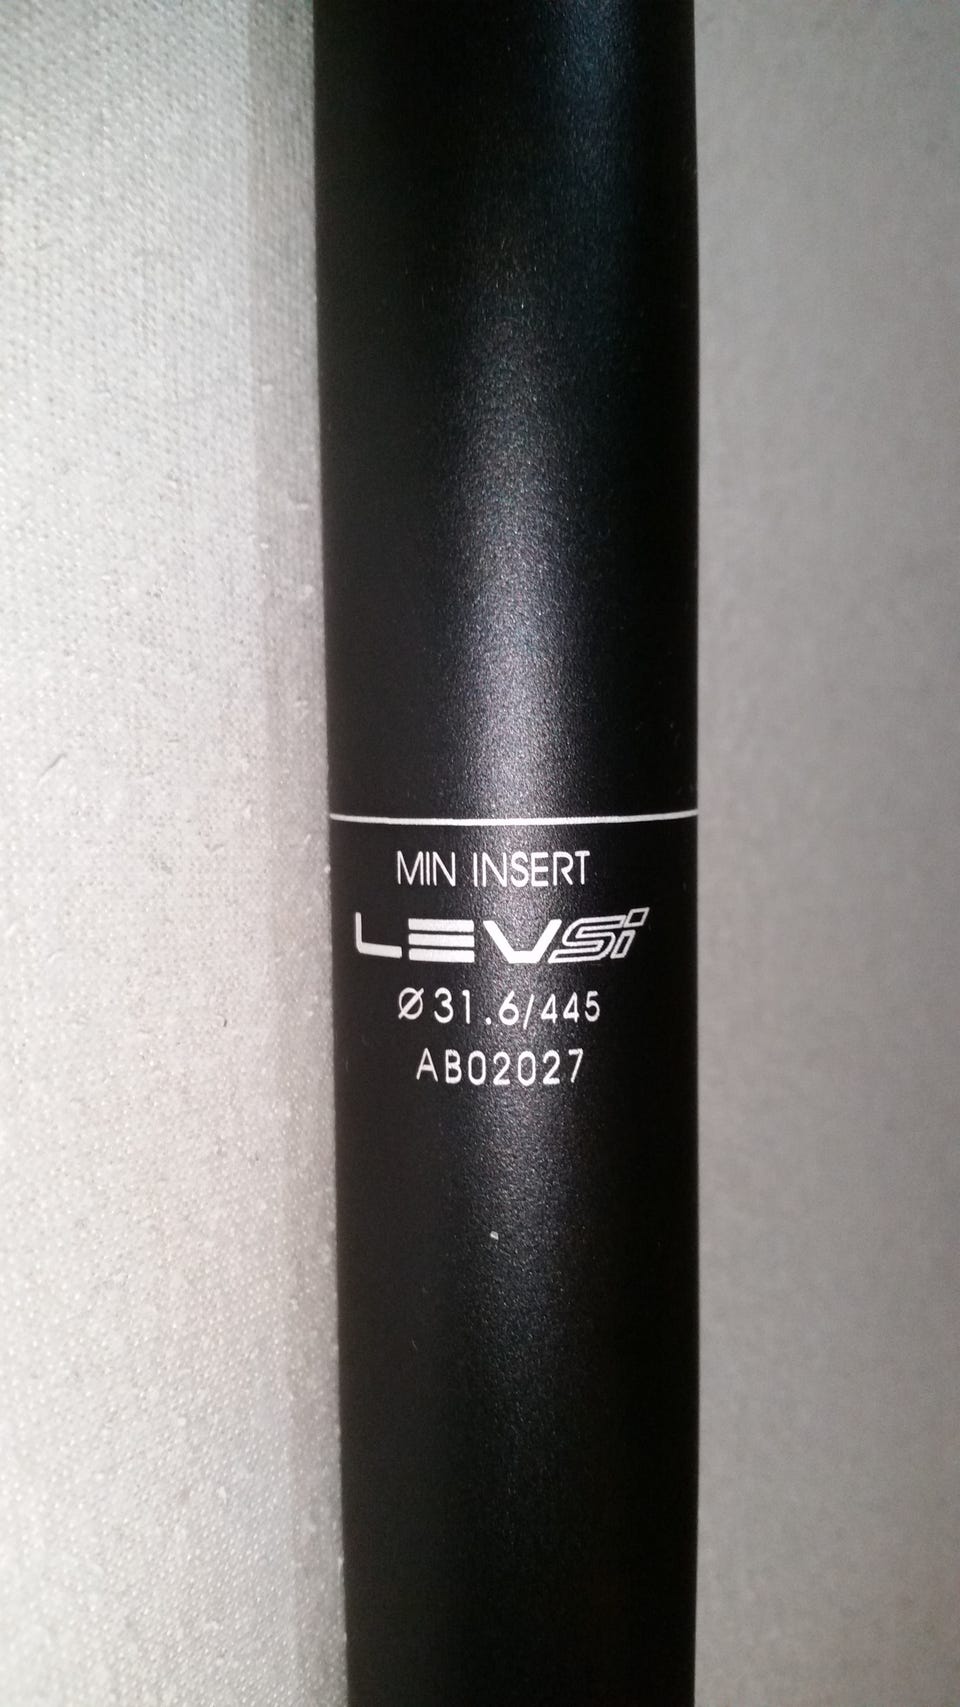 MIN INSERT
LEVSi
Ø31.6/445
AB02027